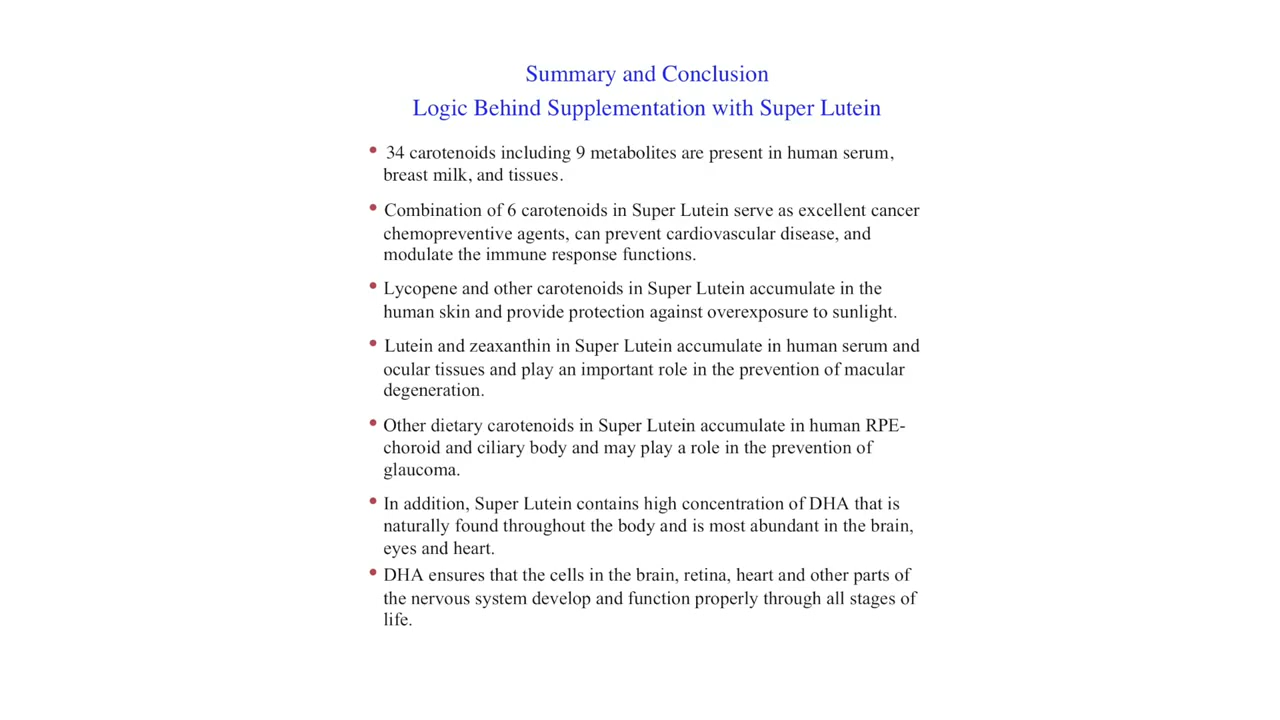 Summary and Conclusion
Logic Behind Supplementation with Super Lutein
• 34 carotenoids including 9 metabolites are present in human serum,
breast milk, and tissues.
• Combination of 6 carotenoids in Super Lutein serve as excellent cancer
chemopreventive agents, can prevent cardiovascular disease, and
modulate the immune response functions.
• Lycopene and other carotenoids in Super Lutein accumulate in the
human skin and provide protection against overexposure to sunlight.
• Lutein and zeaxanthin in Super Lutein accumulate in human serum and
ocular tissues and play an important role in the prevention of macular
degeneration.
• Other dietary carotenoids in Super Lutein accumulate in human RPE-
choroid and ciliary body and may play a role in the prevention of
glaucoma.
• In addition, Super Lutein contains high concentration of DHA that is
naturally found throughout the body and is most abundant in the brain,
eyes and heart.
• DHA ensures that the cells in the brain, retina, heart and other parts of
the nervous system develop and function properly through all stages of
life.